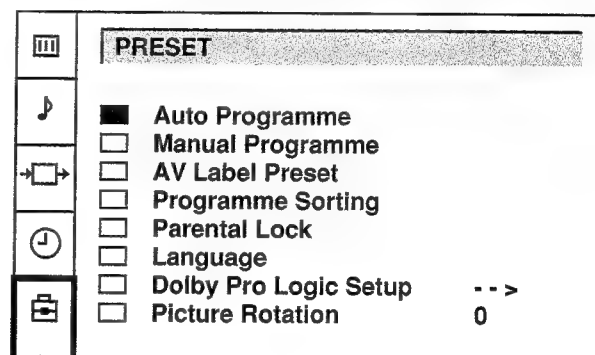 PRESET
Auto Programme
Manual Programme
AV Label Preset
Programme Sorting
Parental Lock
Language
Dolby Pro Logic Setup - - >
Picture Rotation 0